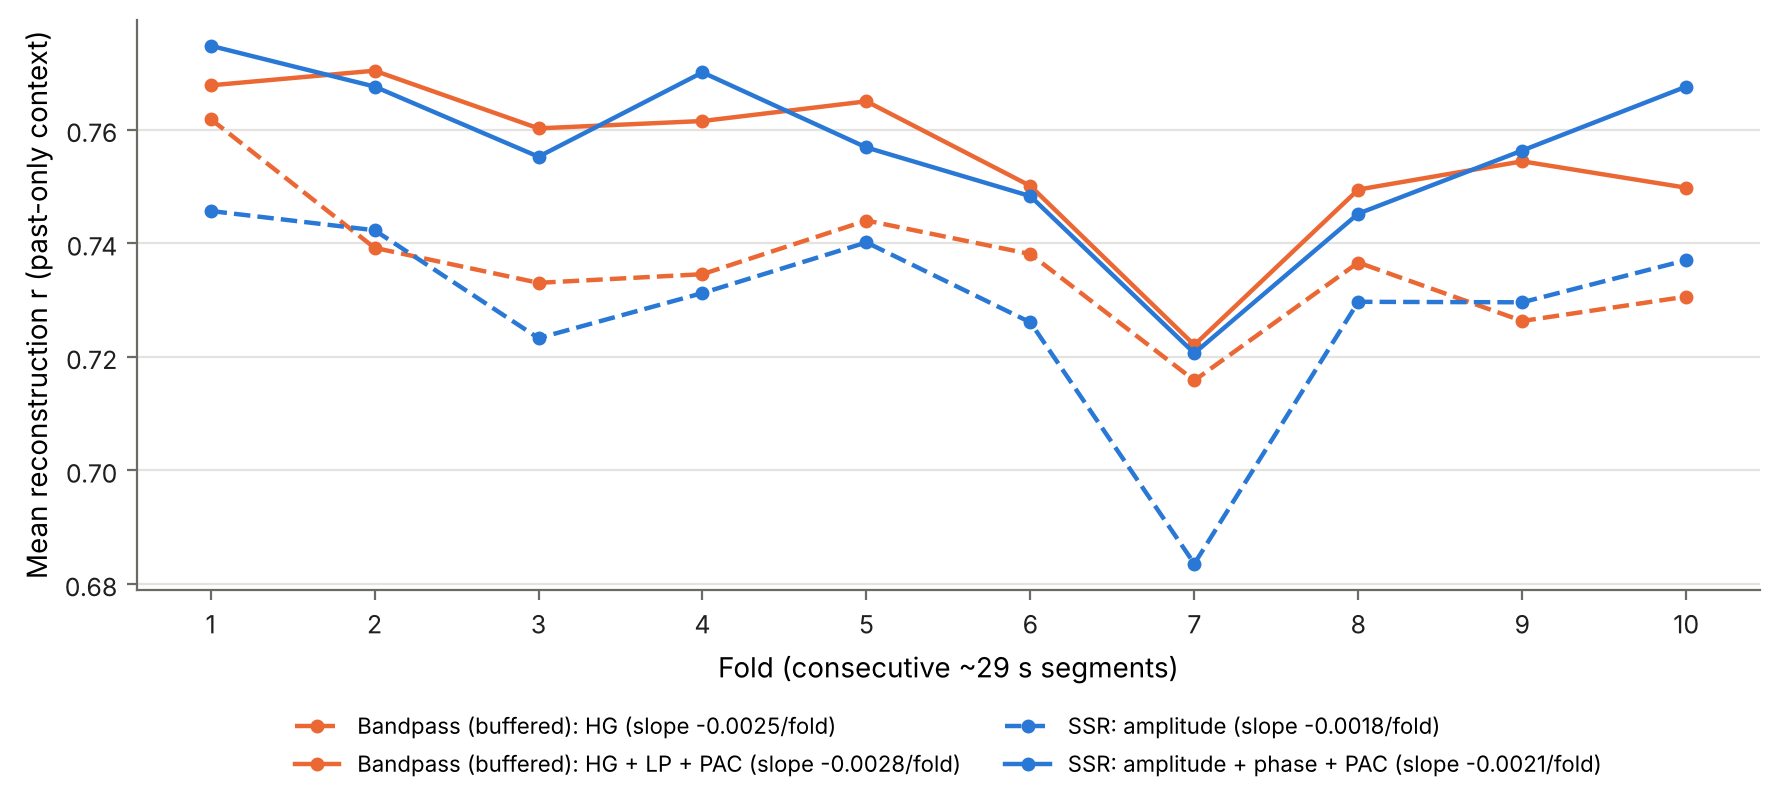 Mean reconstruction r (past-only context)
0.76
0.74
0.72
0.70
0.68
1 2 3 4 5 6 7 8 9 10
Fold (consecutive ~29 s segments)
Bandpass (buffered): HG (slope -0.0025/fold)
Bandpass (buffered): HG + LP + PAC (slope -0.0028/fold)
SSR: amplitude (slope -0.0018/fold)
SSR: amplitude + phase + PAC (slope -0.0021/fold)